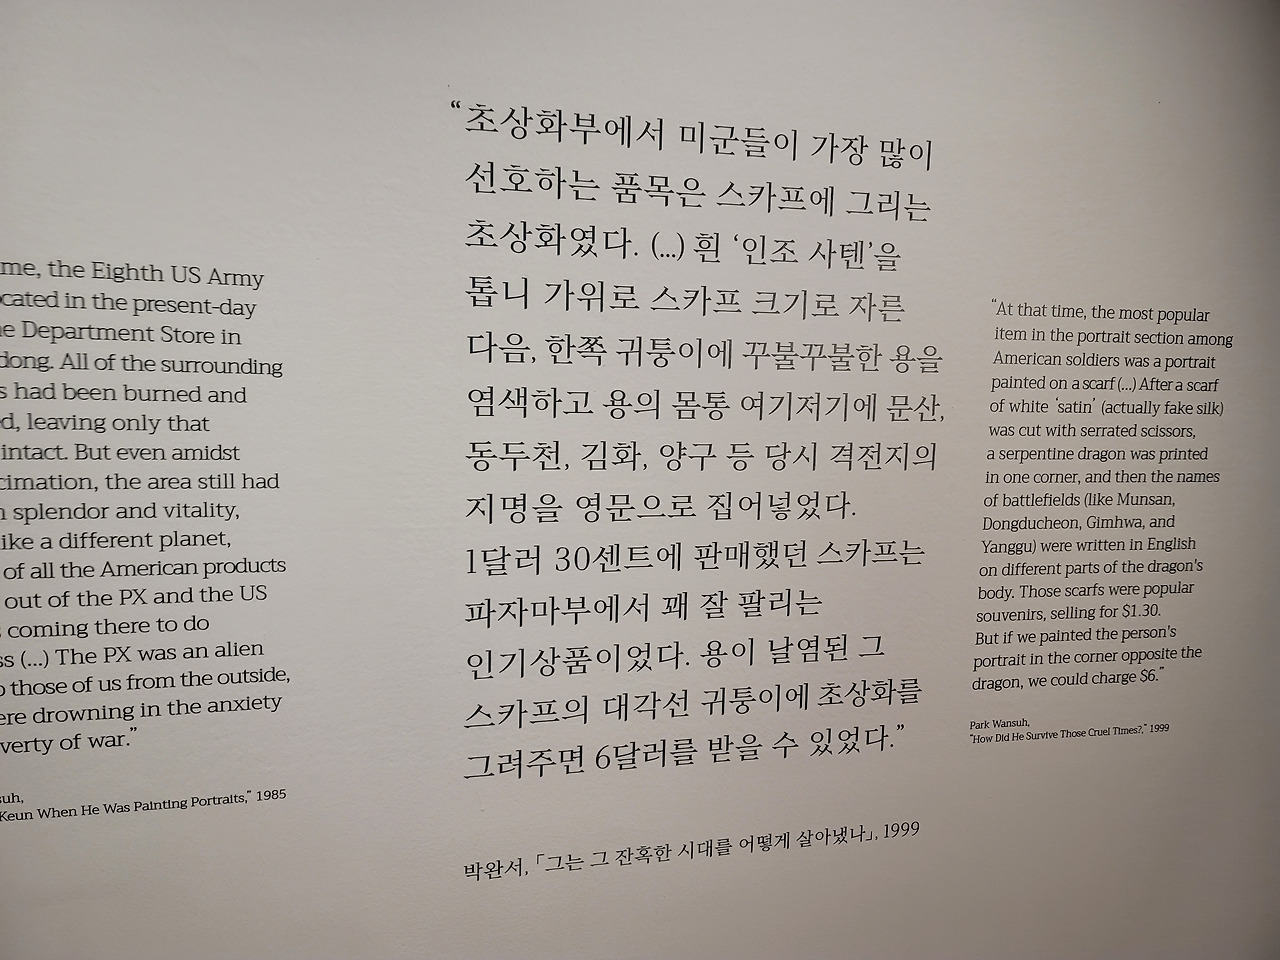 me, the Eighth US Army
cated in the present-day
e Department Store in
dong. All of the surrounding
s had been burned and
d, leaving only that
intact. But even amidst
cimation, the area still had
n splendor and vitality,
ike a different planet,
of all the American products
out of the PX and the US
s coming there to do
ss (...) The PX was an alien
o those of us from the outside,
ere drowning in the anxiety
verty of war.”
suh,
Keun When He Was Painting Portraits,” 1985
“초상화부에서 미군들이 가장 많이
선호하는 품목은 스카프에 그리는
초상화였다. (...) 흰 ‘인조 사텐’을
톱니 가위로 스카프 크기로 자른
다음, 한쪽 귀퉁이에 꾸불꾸불한 용을
염색하고 용의 몸통 여기저기에 문산,
동두천, 김화, 양구 등 당시 격전지의
지명을 영문으로 집어넣었다.
1달러 30센트에 판매했던 스카프는
파자마부에서 꽤 잘 팔리는
인기상품이었다. 용이 날염된 그
스카프의 대각선 귀퉁이에 초상화를
그려주면 6달러를 받을 수 있었다.”
박완서, 「그는 그 잔혹한 시대를 어떻게 살아냈나」, 1999
“At that time, the most popular
item in the portrait section among
American soldiers was a portrait
painted on a scarf (...) After a scarf
of white ‘satin’ (actually fake silk)
was cut with serrated scissors,
a serpentine dragon was printed
in one corner, and then the names
of battlefields (like Munsan,
Dongducheon, Gimhwa, and
Yanggu) were written in English
on different parts of the dragon's
body. Those scarfs were popular
souvenirs, selling for $1.30.
But if we painted the person's
portrait in the corner opposite the
dragon, we could charge $6.”
Park Wansuh,
“How Did He Survive Those Cruel Times?,” 1999